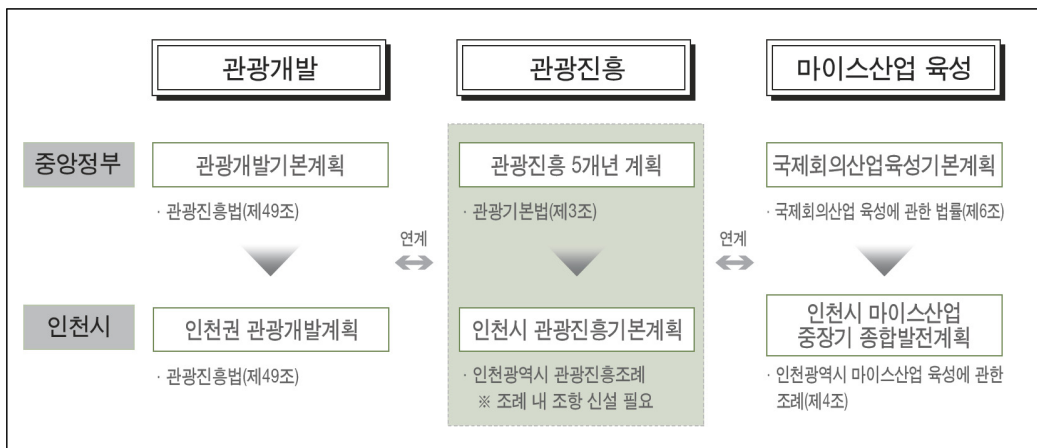 관광개발
관광진흥
마이스산업 육성
중앙정부
관광개발기본계획
관광진흥 5개년 계획
국제회의산업육성기본계획
· 관광진흥법(제49조)
· 관광기본법(제3조)
· 국제회의산업 육성에 관한 법률(제6조)
연계
연계
인천시
인천권 관광개발계획
인천시 관광진흥기본계획
인천시 마이스산업
중장기 종합발전계획
· 관광진흥법(제49조)
· 인천광역시 관광진흥조례
※ 조례 내 조항 신설 필요
· 인천광역시 마이스산업 육성에 관한
조례(제4조)